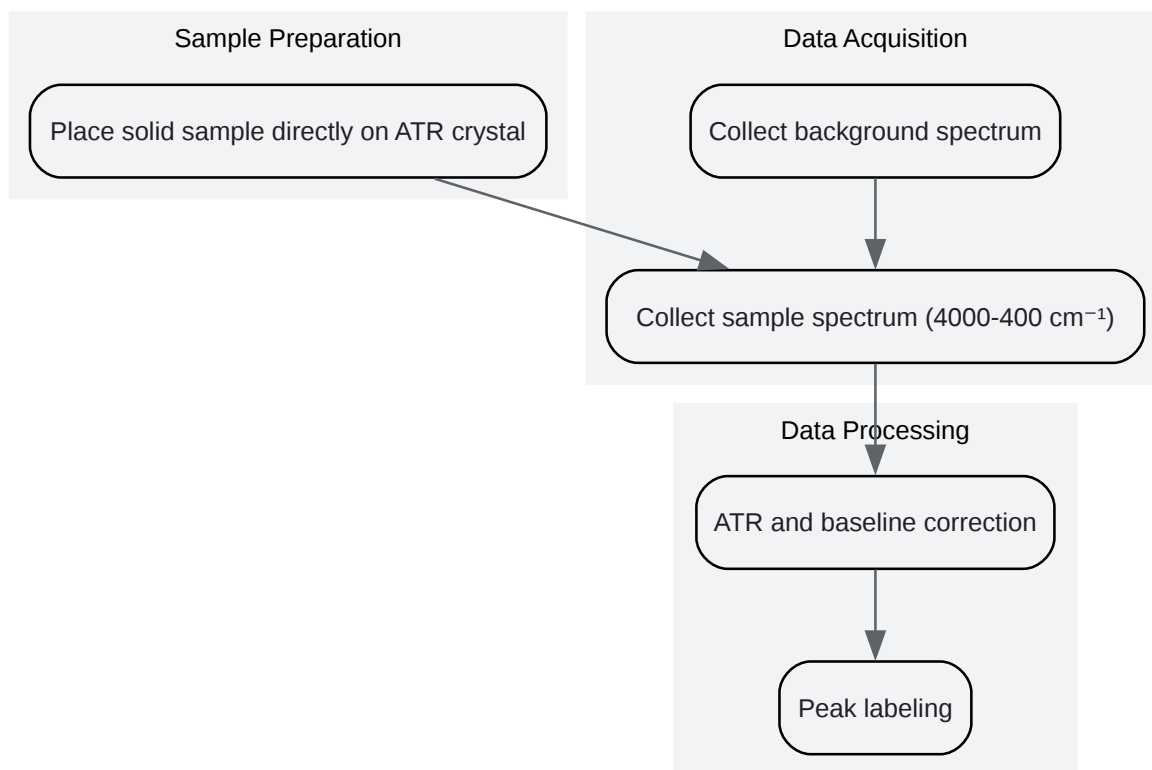 Sample Preparation
Place solid sample directly on ATR crystal
Data Acquisition
Collect background spectrum
Collect sample spectrum (4000-400 cm⁻¹)
Data Processing
ATR and baseline correction
Peak labeling